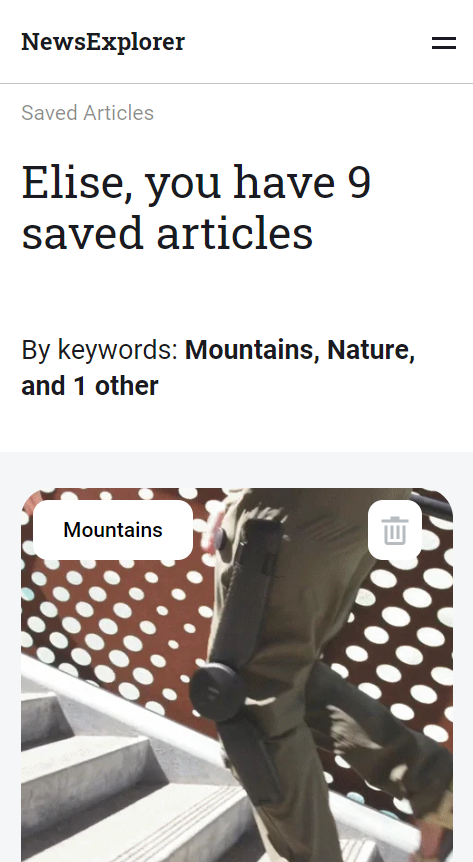 NewsExplorer
Saved Articles
Elise, you have 9
saved articles
By keywords: Mountains, Nature,
and 1 other
Mountains